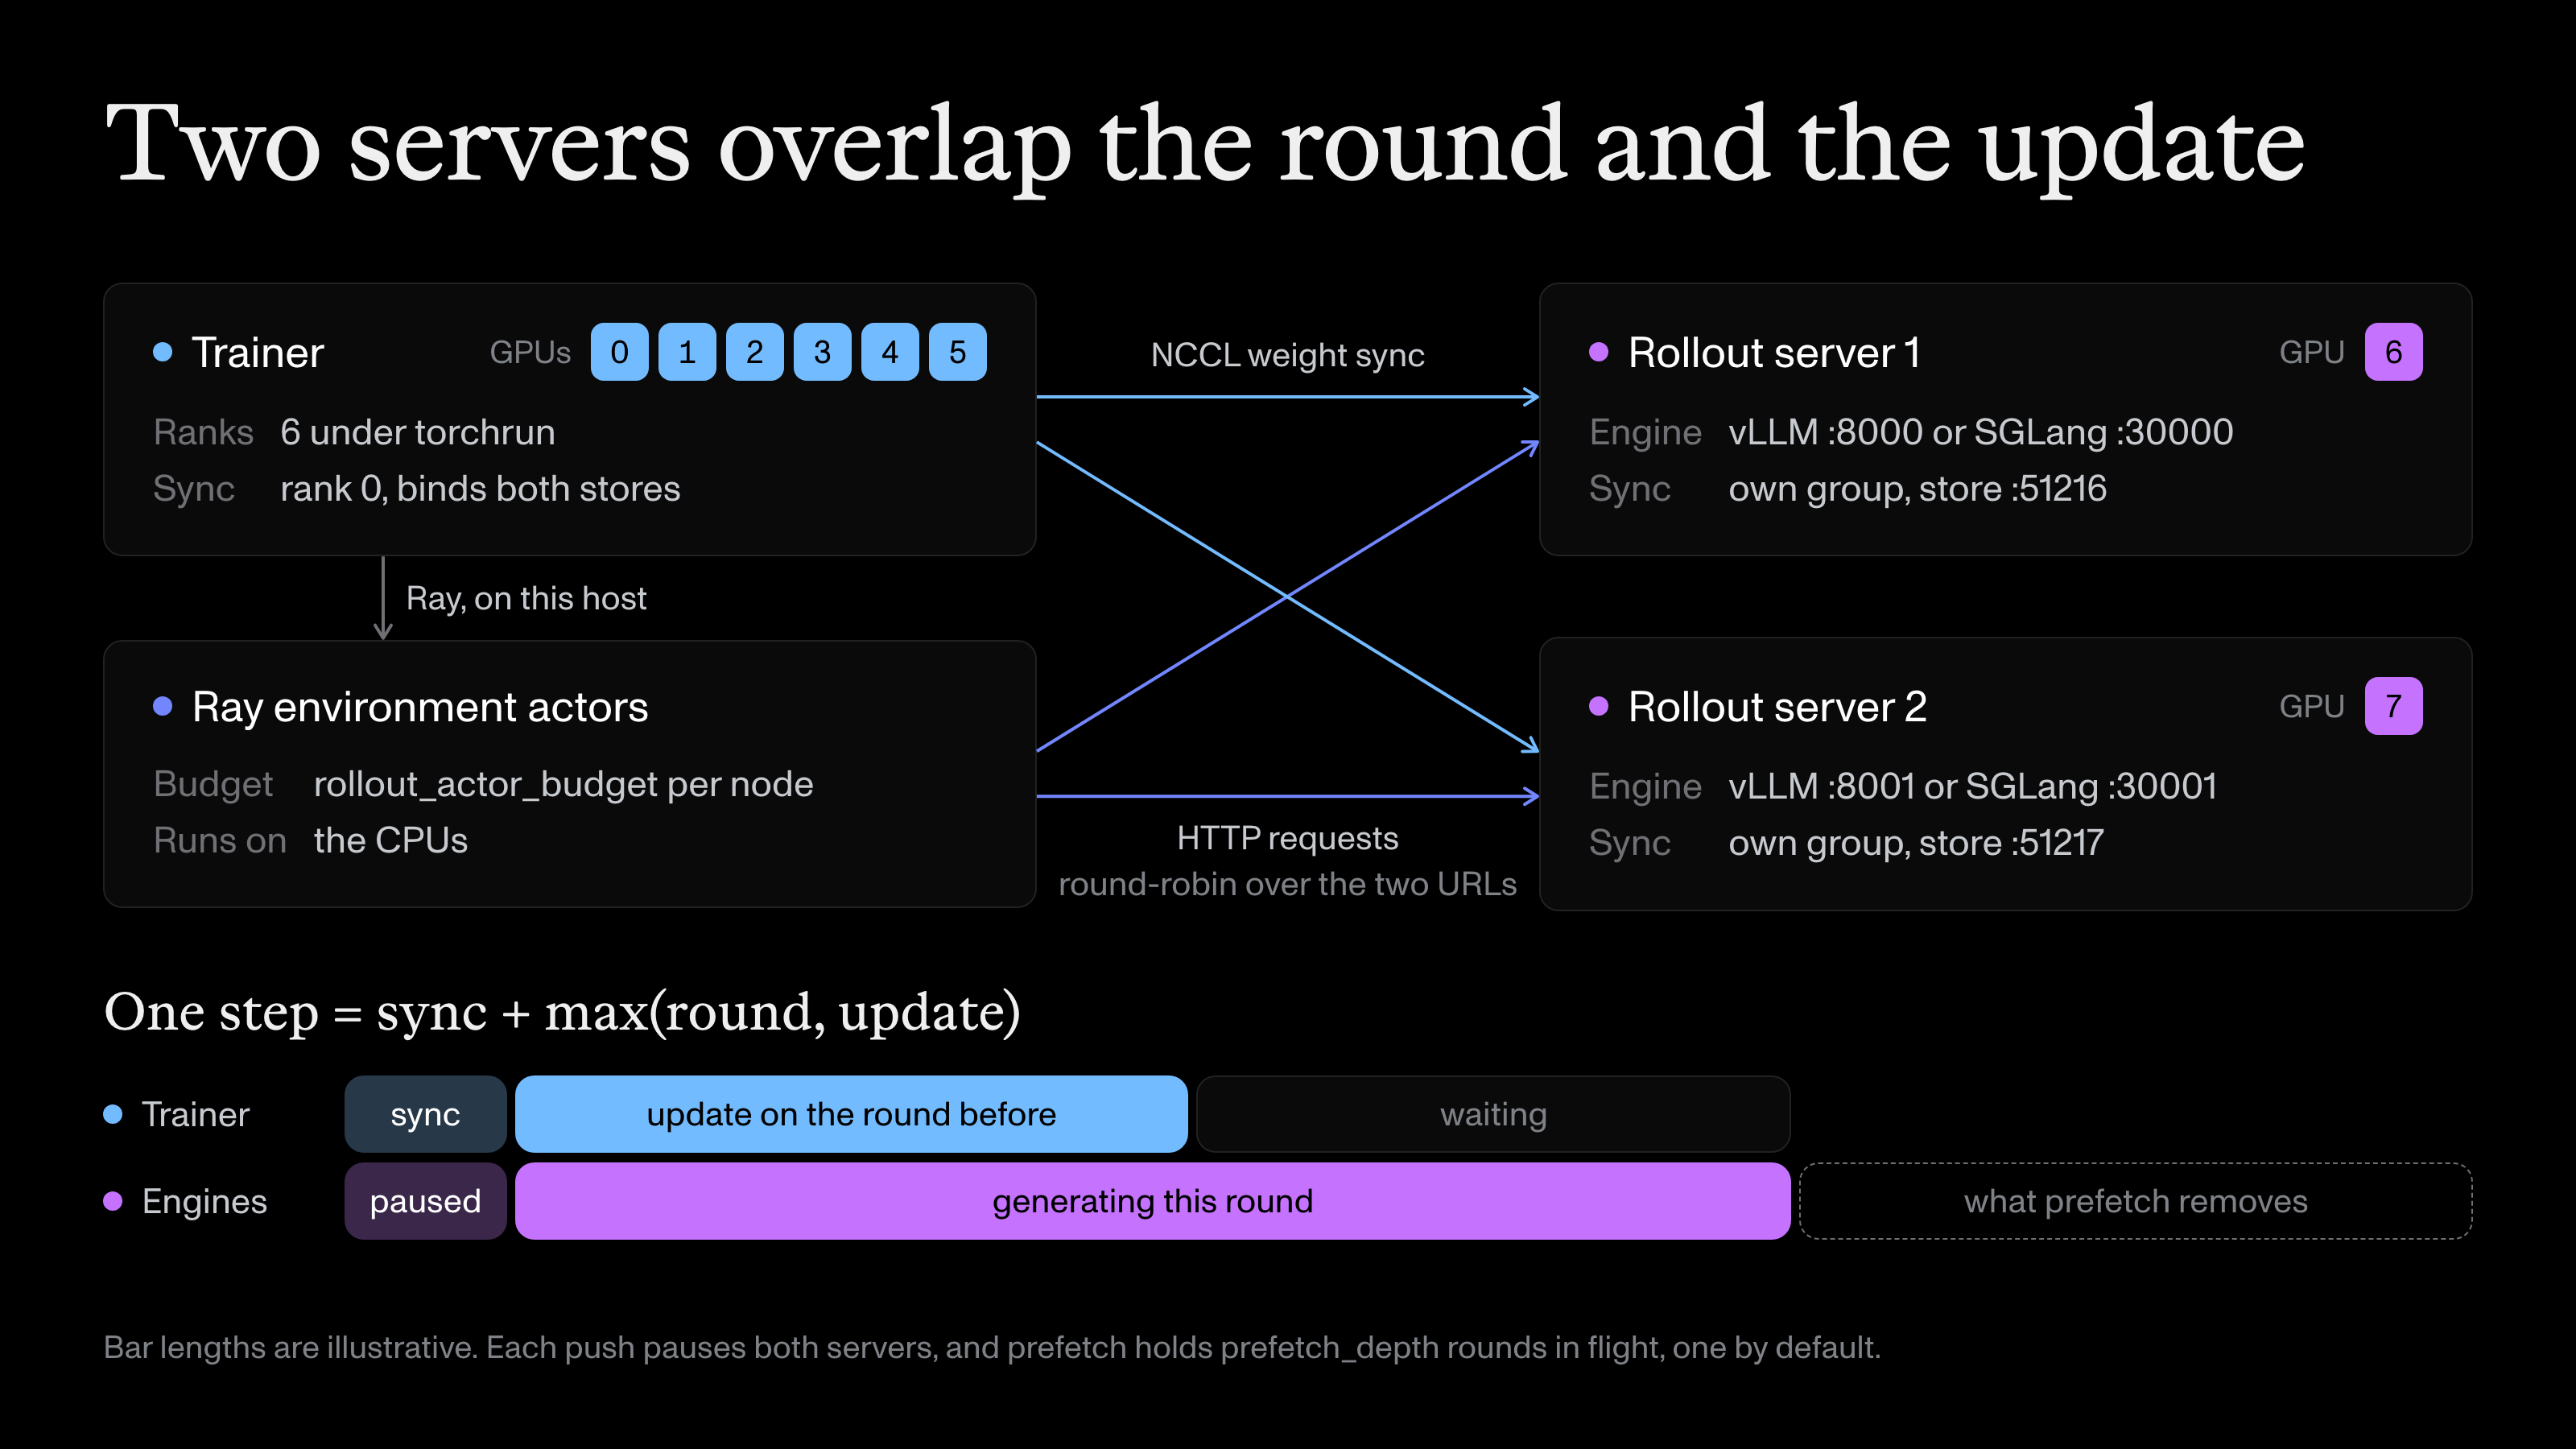 Two servers overlap the round and the update
Trainer
GPUs 0 1 2 3 4 5
Ranks 6 under torchrun
Sync rank 0, binds both stores
NCCL weight sync
Rollout server 1
GPU 6
Engine vLLM :8000 or SGLang :30000
Sync own group, store :51216
Ray, on this host
Ray environment actors
Budget rollout_actor_budget per node
Runs on the CPUs
HTTP requests
round-robin over the two URLs
Rollout server 2
GPU 7
Engine vLLM :8001 or SGLang :30001
Sync own group, store :51217
One step = sync + max(round, update)
Trainer sync update on the round before waiting
Engines paused generating this round what prefetch removes
Bar lengths are illustrative. Each push pauses both servers, and prefetch holds prefetch_depth rounds in flight, one by default.